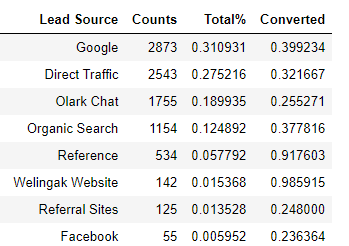 Lead Source Counts Total% Converted
Google 2873 0.310931 0.399234
Direct Traffic 2543 0.275216 0.321667
Olark Chat 1755 0.189935 0.255271
Organic Search 1154 0.124892 0.377816
Reference 534 0.057792 0.917603
Welingak Website 142 0.015368 0.985915
Referral Sites 125 0.013528 0.248000
Facebook 55 0.005952 0.236364